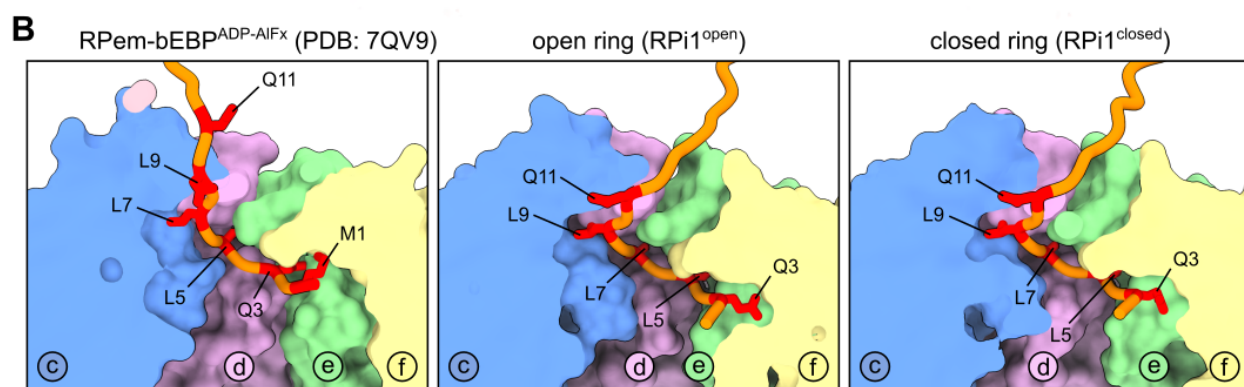 B
RPem-bEBP^ADP-AlFx (PDB: 7QV9)
open ring (RPi1^open)
closed ring (RPi1^closed)
Q11
L9
L7
M1
L5
Q3
c
d
e
f
Q11
L9
Q3
L7
L5
c
d
e
f
Q11
L9
Q3
L7
L5
c
d
e
f